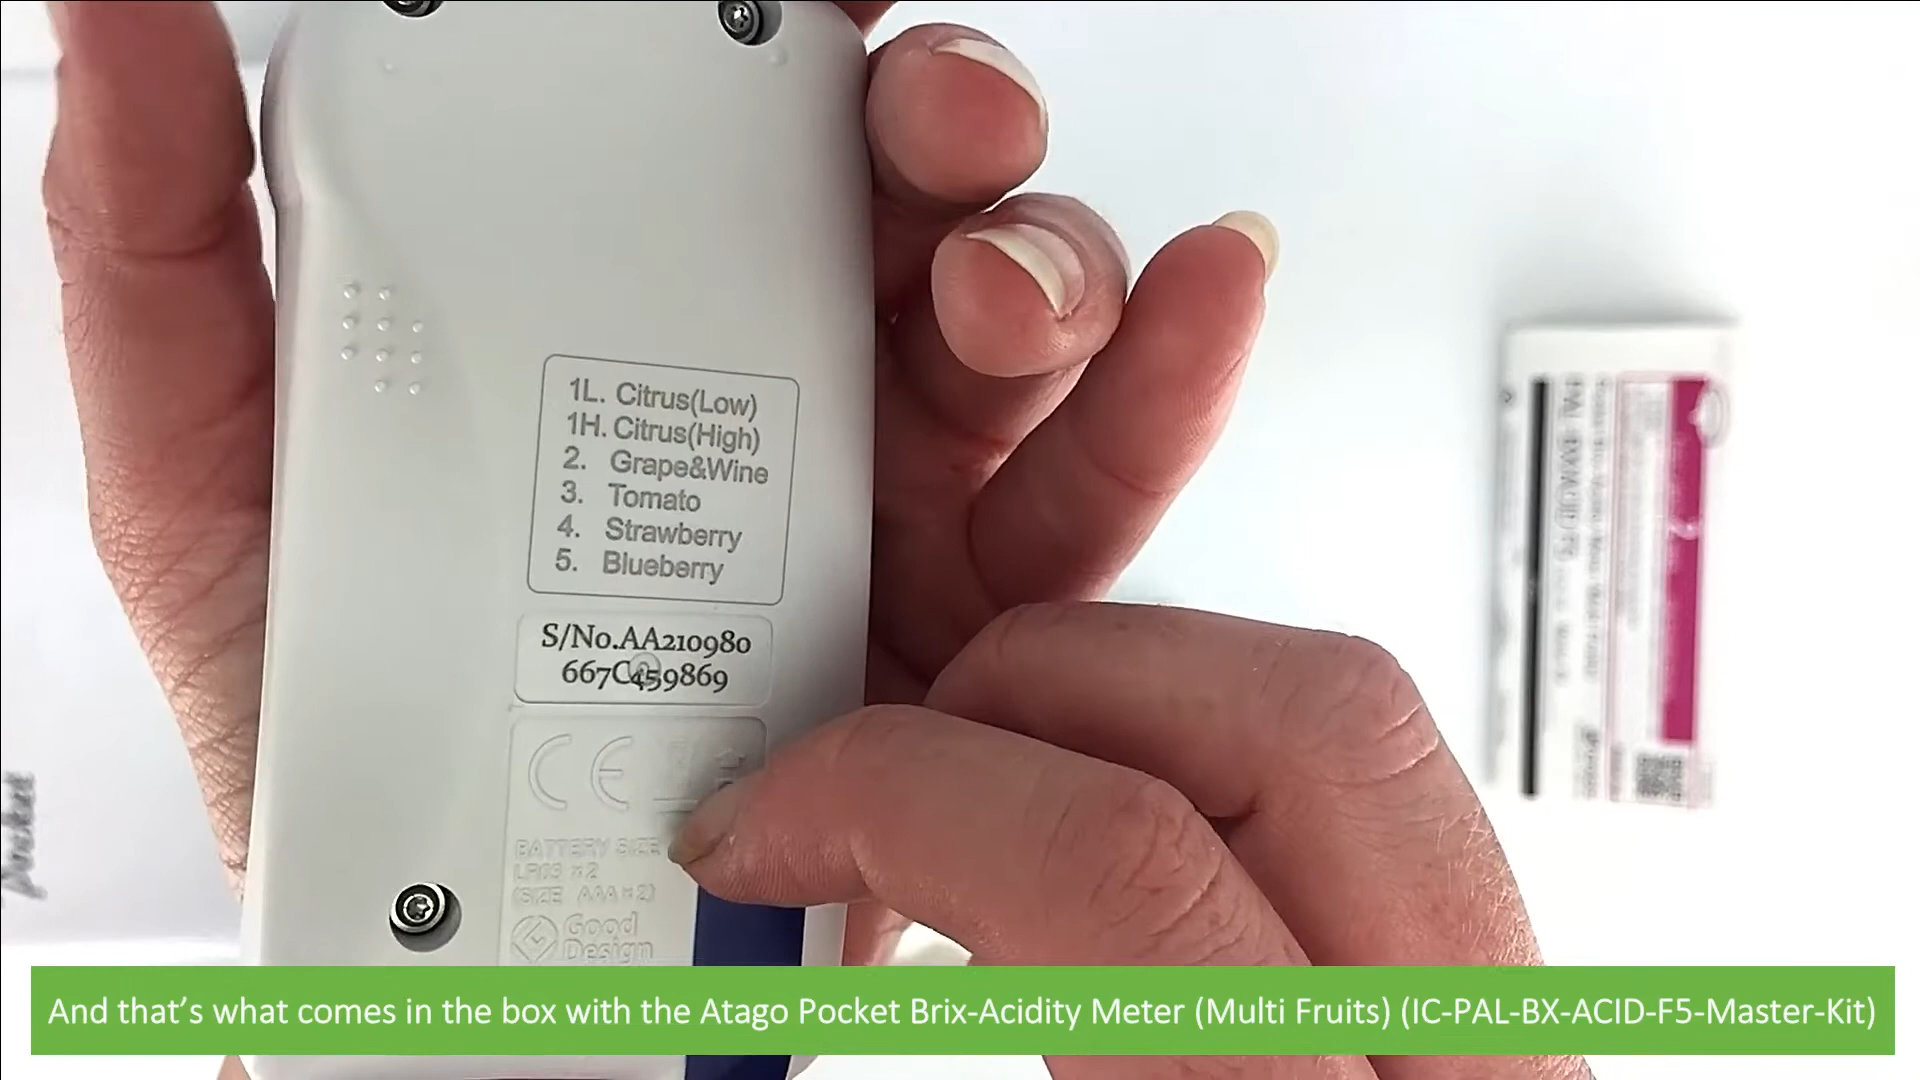 1L. Citrus(Low)
1H. Citrus(High)
2. Grape&Wine
3. Tomato
4. Strawberry
5. Blueberry
S/No.AA210980
667C459869
CE
BATTERY SIZE
LR03 ×2
(SIZE AAA×2)
Good
Design
And that's what comes in the box with the Atago Pocket Brix-Acidity Meter (Multi Fruits) (IC-PAL-BX-ACID-F5-Master-Kit)